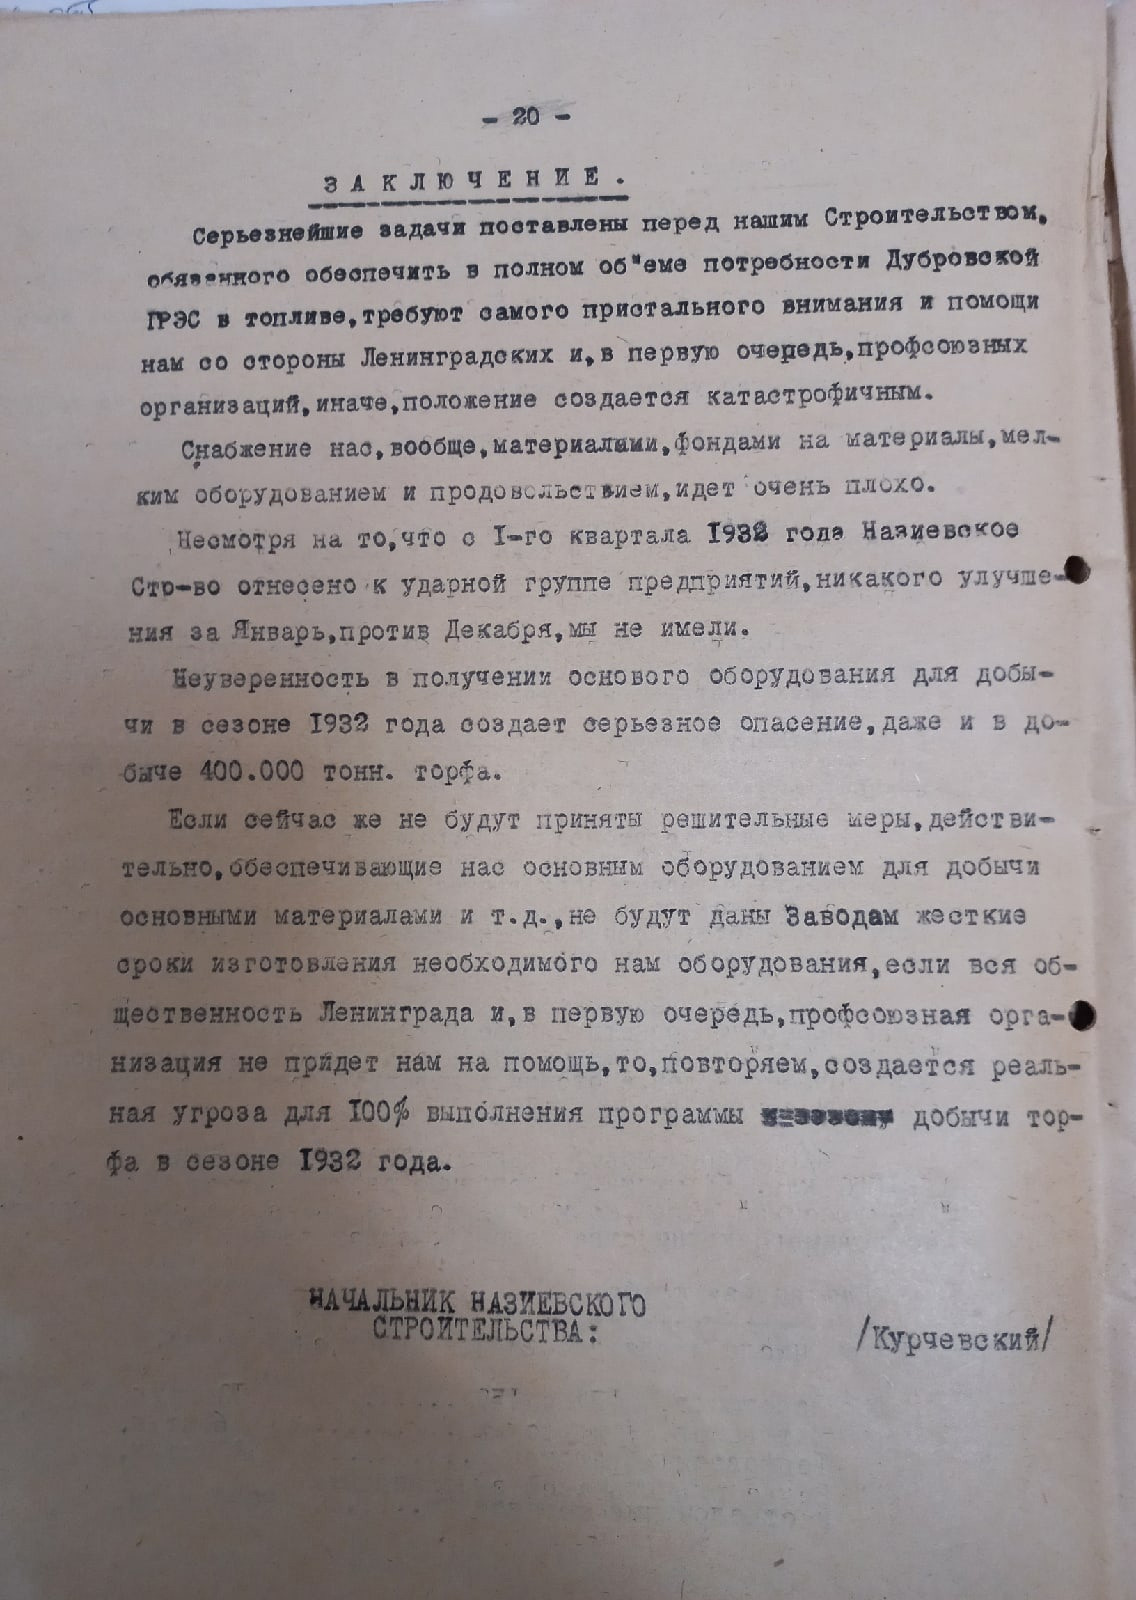 - 20 -
ЗАКЛЮЧЕНИЕ.
Серьезнейшие задачи поставлены перед нашим Строительством,
обязанного обеспечить в полном об"еме потребности Дубровской
ГРЭС в топливе,требуют самого пристального внимания и помощи
нам со стороны Ленинградских и,в первую очередь,профсоюзных
организаций,иначе,положение создается катастрофичным.
Снабжение нас,вообще,материалами,фондами на материалы,мел-
ким оборудованием и продовольствием,идет очень плохо.
Несмотря на то,что с I-го квартала 1932 года Назиевское
Стр-во отнесено к ударной группе предприятий,никакого улучше-
ния за Январь,против Декабря,мы не имели.
Неуверенность в получении основого оборудования для добы-
чи в сезоне 1932 года создает серьезное опасение,даже и в до-
быче 400.000 тонн. торфа.
Если сейчас же не будут приняты решительные меры,действи-
тельно,обеспечивающие нас основным оборудованием для добычи
основными материалами и т.д.,не будут даны Заводам жесткие
сроки изготовления необходимого нам оборудования,если вся об-
щественность Ленинграда и,в первую очередь,профсоюзная орга-
низация не придет нам на помощь,то,повторяем,создается реаль-
ная угроза для 100% выполнения программы добычи тор-
фа в сезоне 1932 года.
НАЧАЛЬНИК НАЗИЕВСКОГО
СТРОИТЕЛЬСТВА:
/Курчевский/